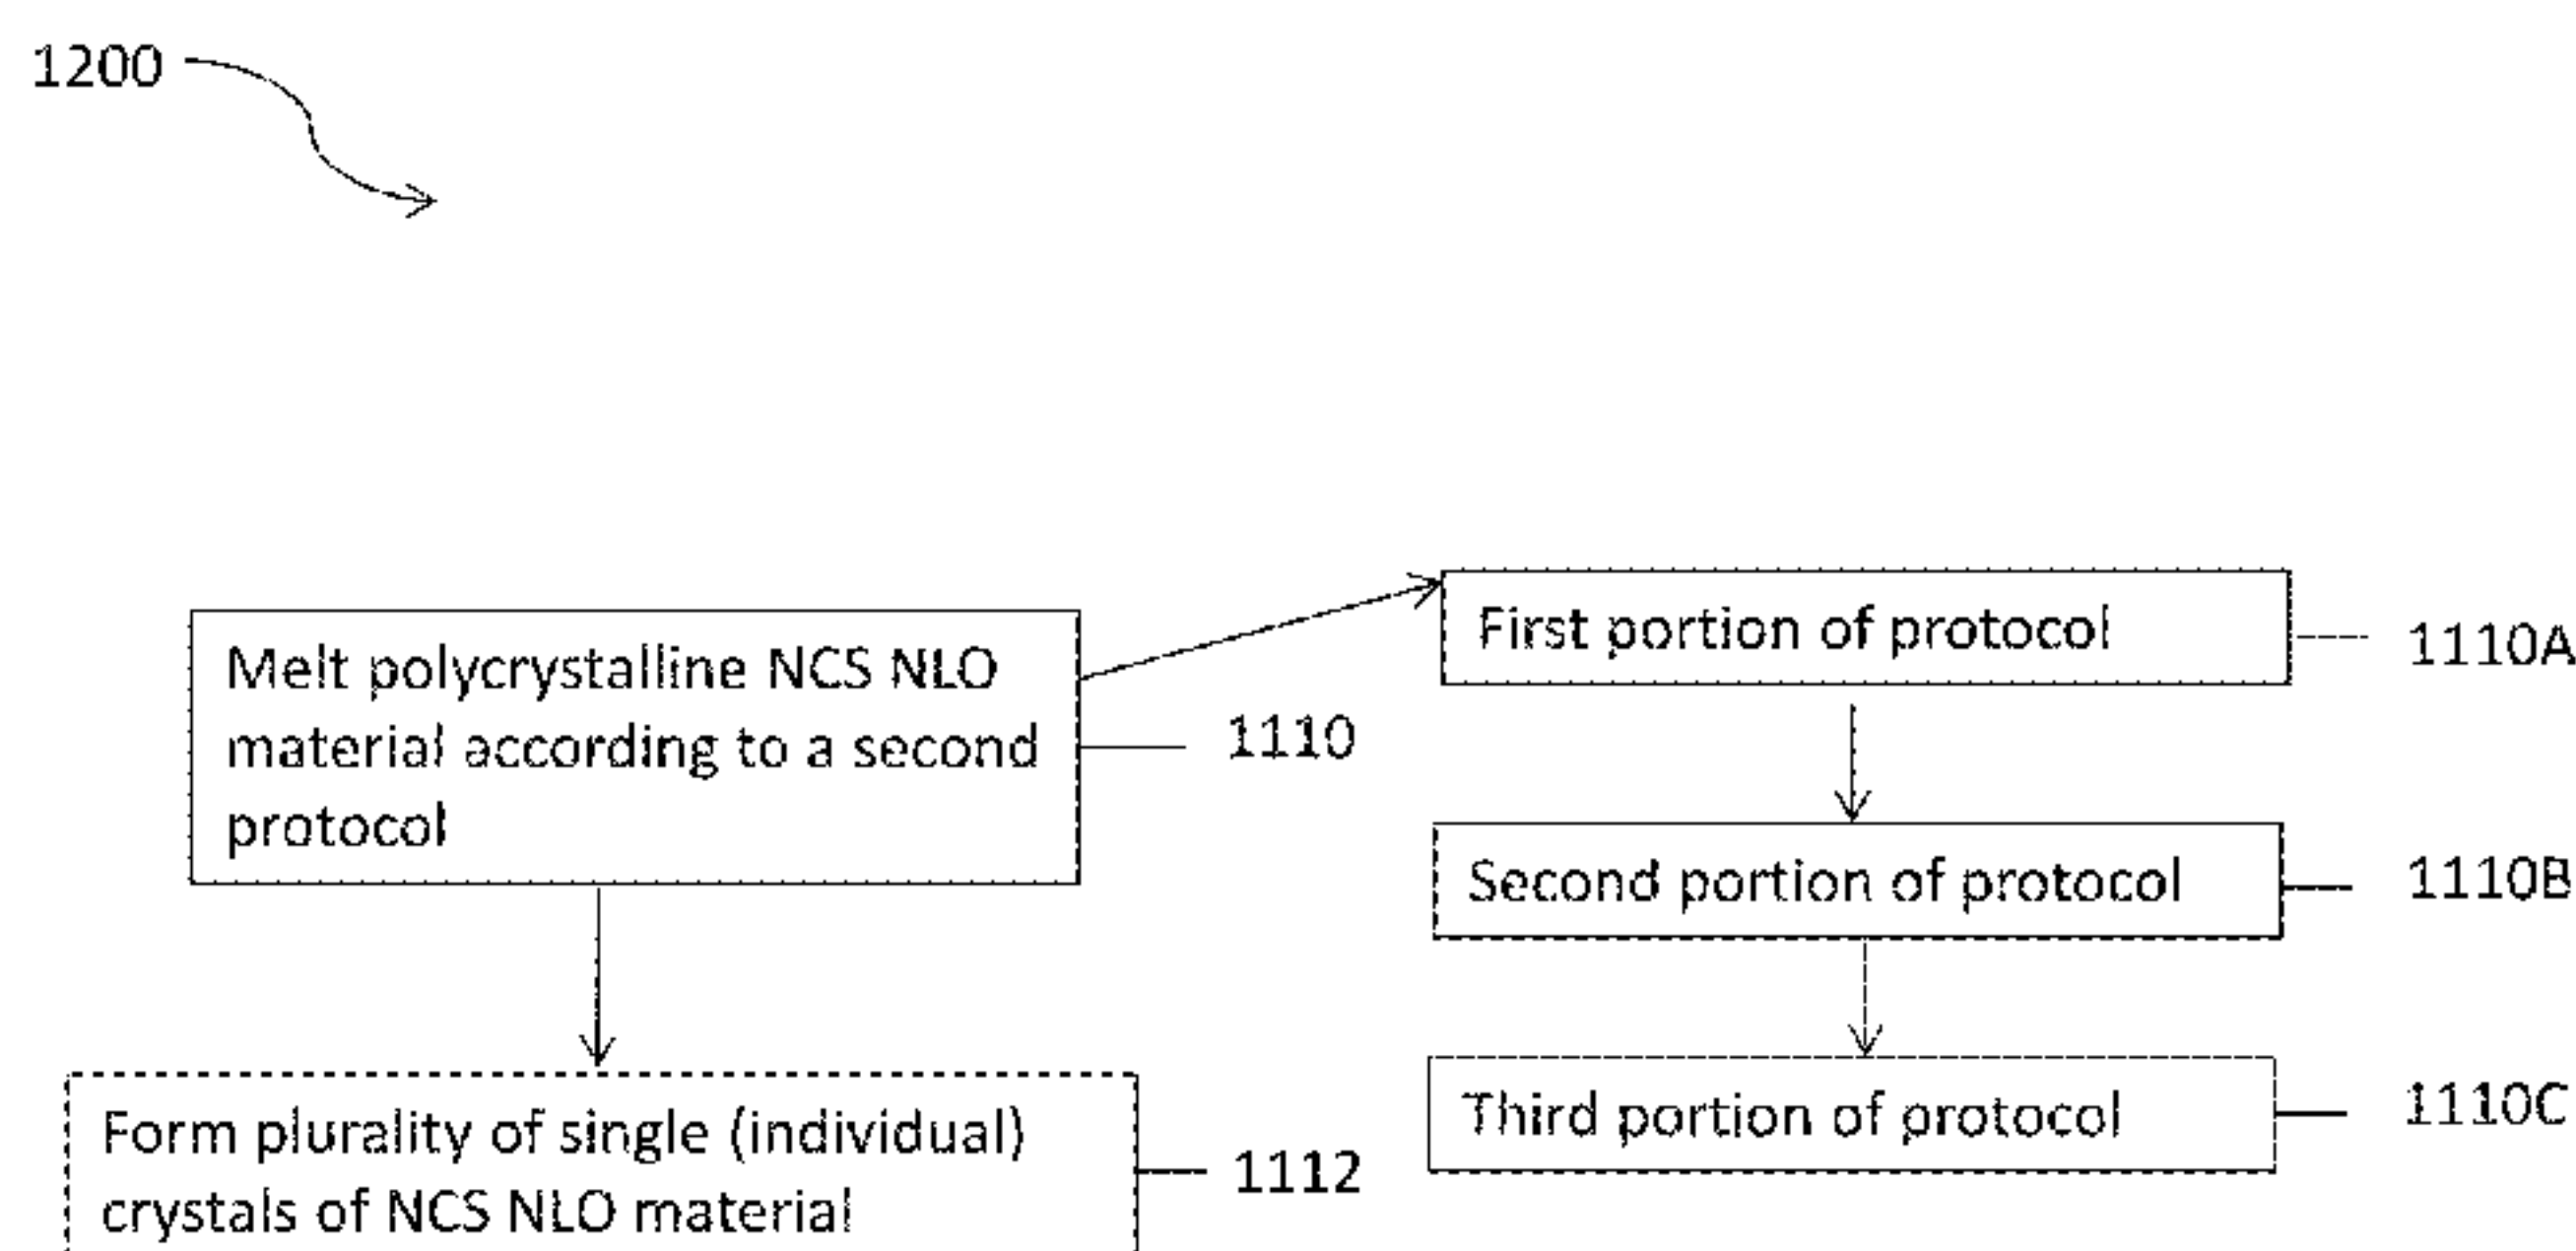 1200
Melt polycrystalline NCS NLO
material according to a second
protocol
1110
Form plurality of single (individual)
crystals of NCS NLO material
1112
First portion of protocol
1110A
Second portion of protocol
1110B
Third portion of protocol
1110C